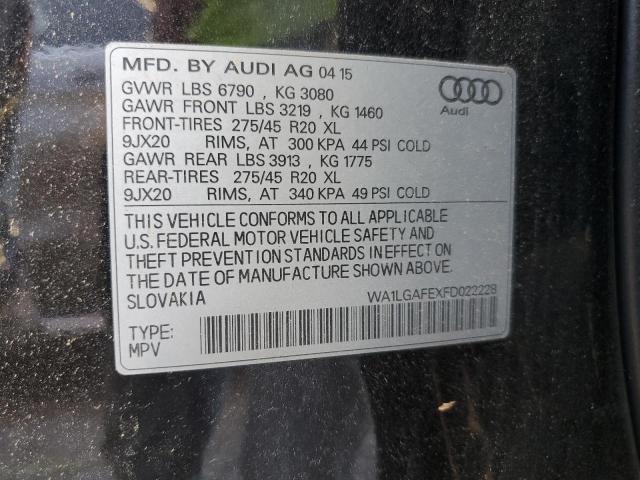 MFD. BY AUDI AG 04 15
GVWR LBS 6790 , KG 3080
GAWR FRONT LBS 3219 , KG 1460
FRONT-TIRES 275/45 R20 XL
9JX20 RIMS, AT 300 KPA 44 PSI COLD
GAWR REAR LBS 3913 , KG 1775
REAR-TIRES 275/45 R20 XL
9JX20 RIMS, AT 340 KPA 49 PSI COLD
Audi
THIS VEHICLE CONFORMS TO ALL APPLICABLE
U.S. FEDERAL MOTOR VEHICLE SAFETY AND
THEFT PREVENTION STANDARDS IN EFFECT ON
THE DATE OF MANUFACTURE SHOWN ABOVE.
SLOVAKIA
WA1LGAFEXFD022228
TYPE:
MPV